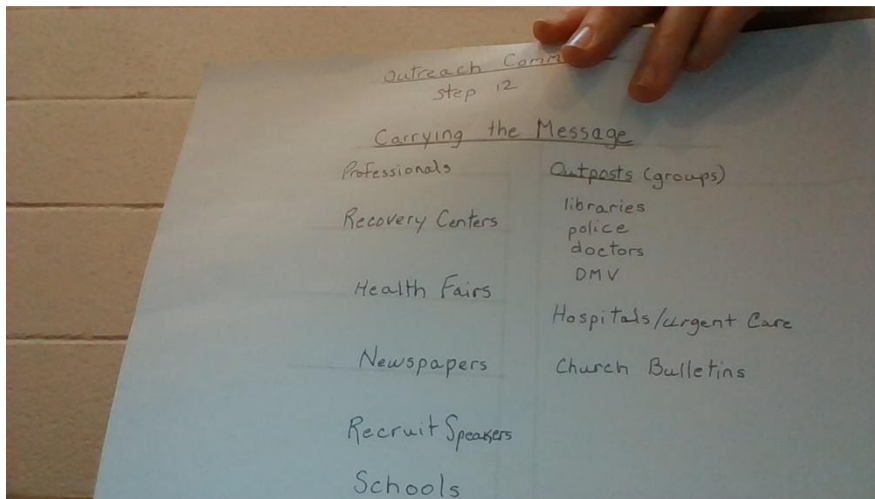 Outreach
Step 12
Carrying the Message
Professionals
Recovery Centers
Health Fairs
Newspapers
Recruit Speakers
Schools
Outposts (groups)
libraries
police
doctors
DMV
Hospitals/Urgent Care
Church Bulletins